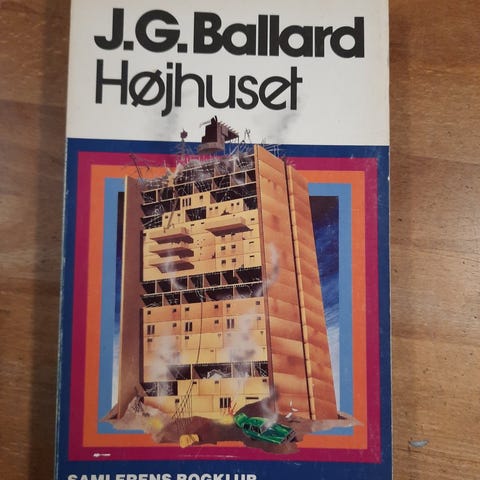 J.G. Ballard
Højhuset
SAMLERENS BOGKLUB